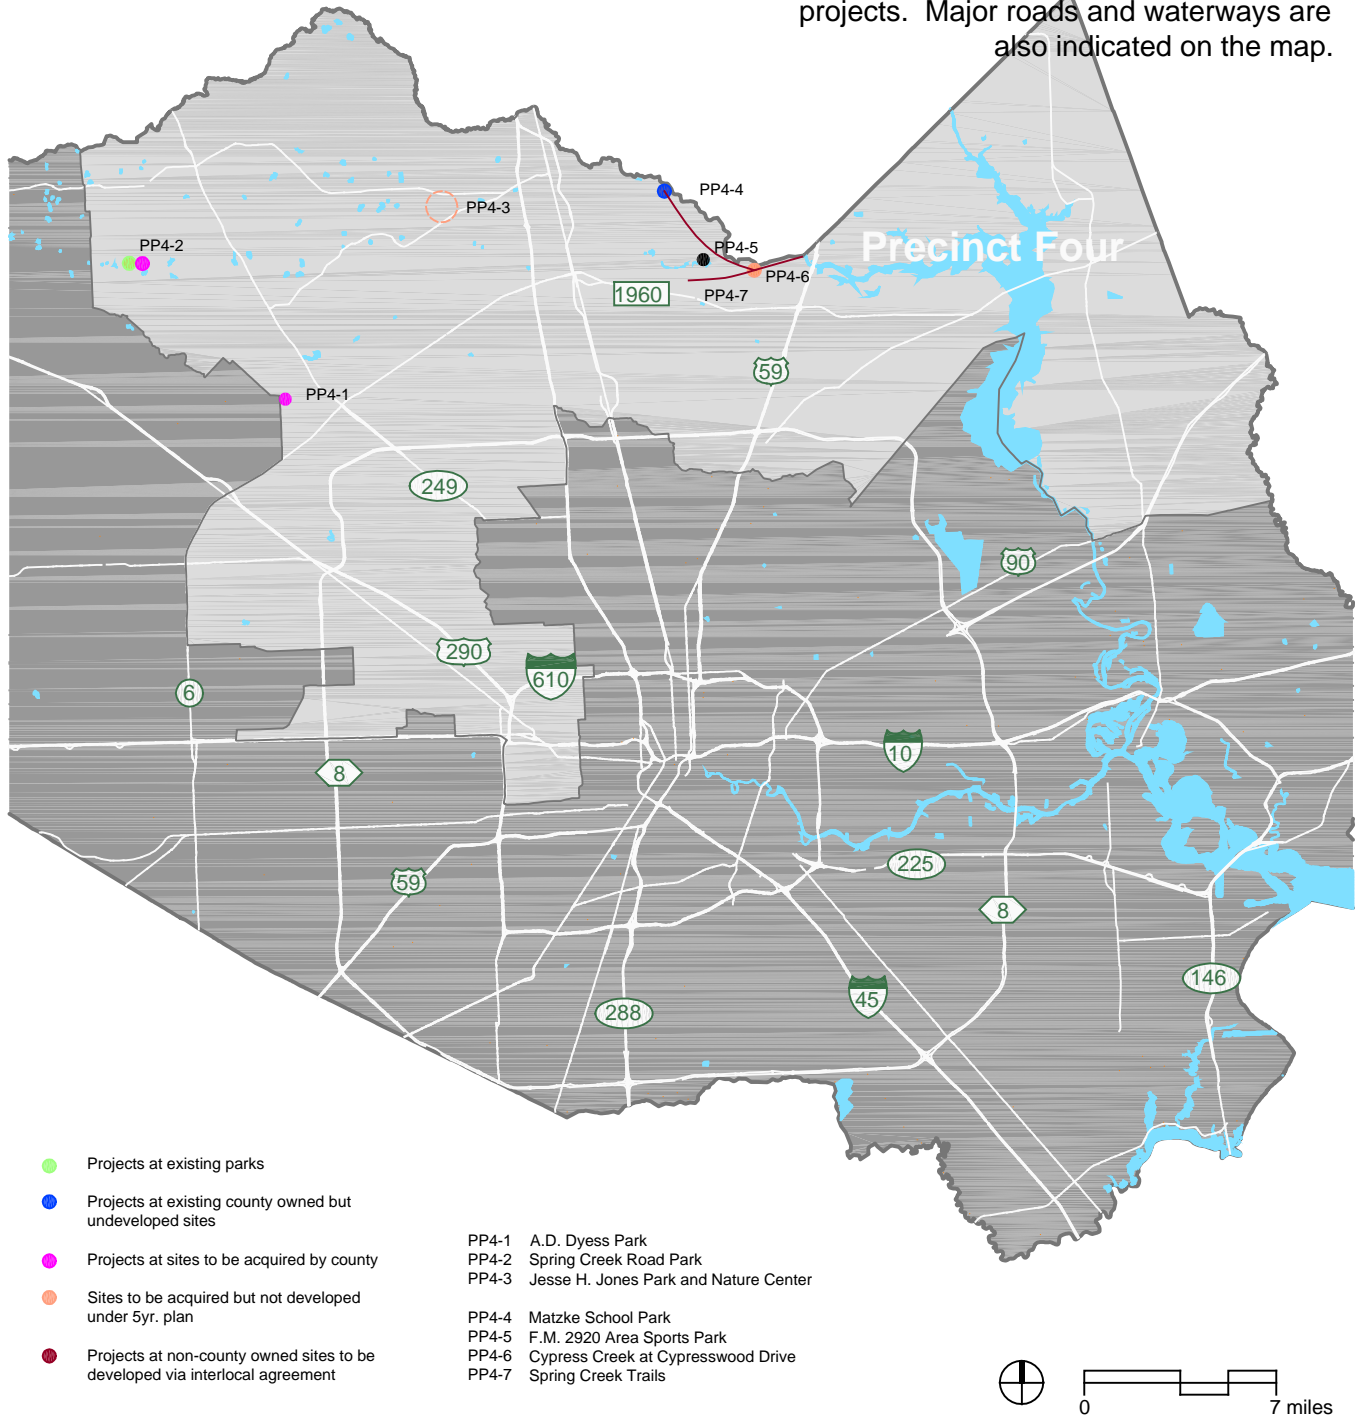 projects.  Major roads and waterways are
also indicated on the map.
PP4-4
PP4-3
PP4-2
PP4-5
Precinct Four
PP4-6
PP4-7
1960
59
PP4-1
249
90
290
610
6
10
8
225
59
8
146
45
288
Projects at existing parks
Projects at existing county owned but
undeveloped sites
Projects at sites to be acquired by county
Sites to be acquired but not developed
under 5yr. plan
Projects at non-county owned sites to be
developed via interlocal agreement
PP4-1 A.D. Dyess Park
PP4-2 Spring Creek Road Park
PP4-3 Jesse H. Jones Park and Nature Center
PP4-4 Matzke School Park
PP4-5 F.M. 2920 Area Sports Park
PP4-6 Cypress Creek at Cypresswood Drive
PP4-7 Spring Creek Trails
0 7 miles